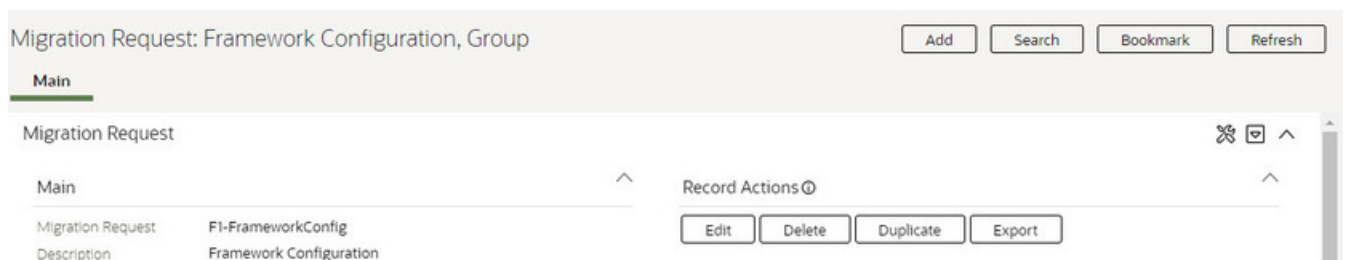 Migration Request: Framework Configuration, Group
Add Search Bookmark Refresh
Main
Migration Request
Main
Record Actions
Migration Request F1-FrameworkConfig
Edit Delete Duplicate Export
Description Framework Configuration